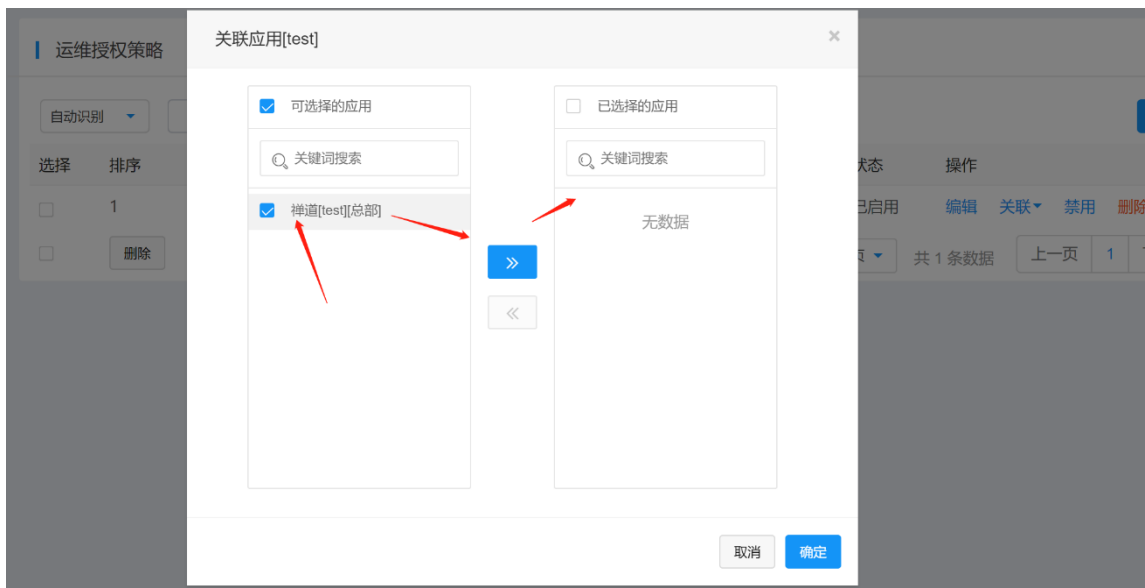 运维授权策略
关联应用[test]
×
自动识别
可选择的应用
已选择的应用
关键词搜索
关键词搜索
选择
排序
状态
操作
1
禅道[test][总部]
无数据
已启用
编辑
关联
禁用
删除
删除
页
共 1 条数据
上一页
1
取消
确定